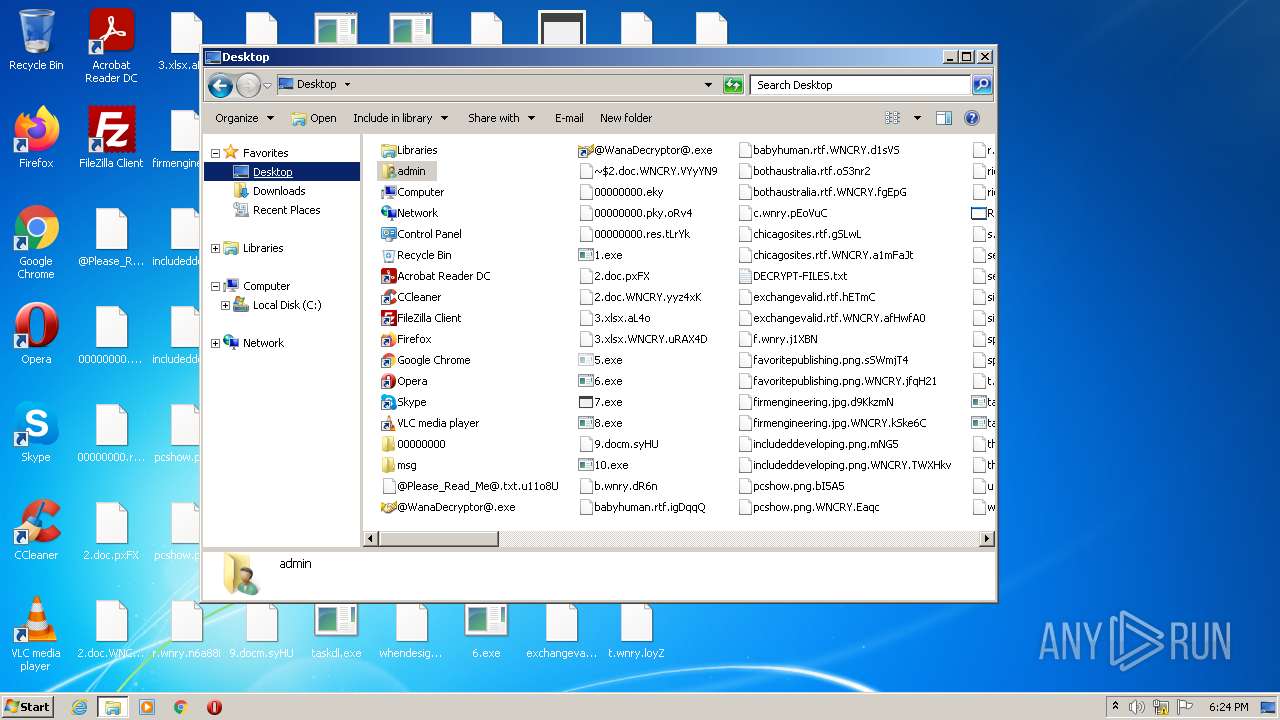 Recycle Bin
Acrobat Reader DC
3.xlsx.aL
Desktop
Desktop
Search Desktop
Organize
Open
Include in library
Share with
E-mail
New folder
Firefox
FileZilla Client
firmengine
Google Chrome
@Please_R...
includeddo
Opera
00000000....
includeddo
Skype
00000000.r...
pcshow.p
CCleaner
2.doc.pxFX
pcshow.p
VLC media player
2.doc.WNC...
r.wnry.n6a88l
9.docm.syHU
taskdl.exe
whendesig...
6.exe
exchangeva...
t.wnry.loyZ
Favorites
Desktop
Downloads
Recent Places
Libraries
Computer
Local Disk (C:)
Network
Libraries
admin
Computer
Network
Control Panel
Recycle Bin
Acrobat Reader DC
CCleaner
FileZilla Client
Firefox
Google Chrome
Opera
Skype
VLC media player
00000000
msg
@Please_Read_Me@.txt.u11o8U
@WanaDecryptor@.exe
@WanaDecryptor@.exe
~$2.doc.WNCRY.VYyVN9
00000000.eky
00000000.pky.oRv4
00000000.res.tLrYk
1.exe
2.doc.pxFX
2.doc.WNCRY.yyz4xK
3.xlsx.aL4o
3.xlsx.WNCRY.uRAX4D
5.exe
6.exe
7.exe
8.exe
9.docm.syHU
10.exe
b.wnry.dR6n
babyhuman.rtf.igDqqQ
babyhuman.rtf.WNCRY.d1sVS
bothaustralia.rtf.oS3nr2
bothaustralia.rtf.WNCRY.fgEpG
c.wnry.pEoVuC
chicagosites.rtf.gSLwL
chicagosites.rtf.WNCRY.aImFaJt
DECRYPT-FILES.txt
exchangevalid.rtf.hETmC
exchangevalid.rtf.WNCRY.afHwfA0
f.wnry.j1XBN
favoritepublishing.png.sSWmjT4
favoritepublishing.png.WNCRY.jfqH21
firmengineering.jpg.d9KkzmN
firmengineering.jpg.WNCRY.kSke6C
includeddeveloping.png.mNG5
includeddeveloping.png.WNCRY.TWXHkv
pcshow.png.bI5A5
pcshow.png.WNCRY.Eaqc
admin
ANY RUN
Start
6:24 PM